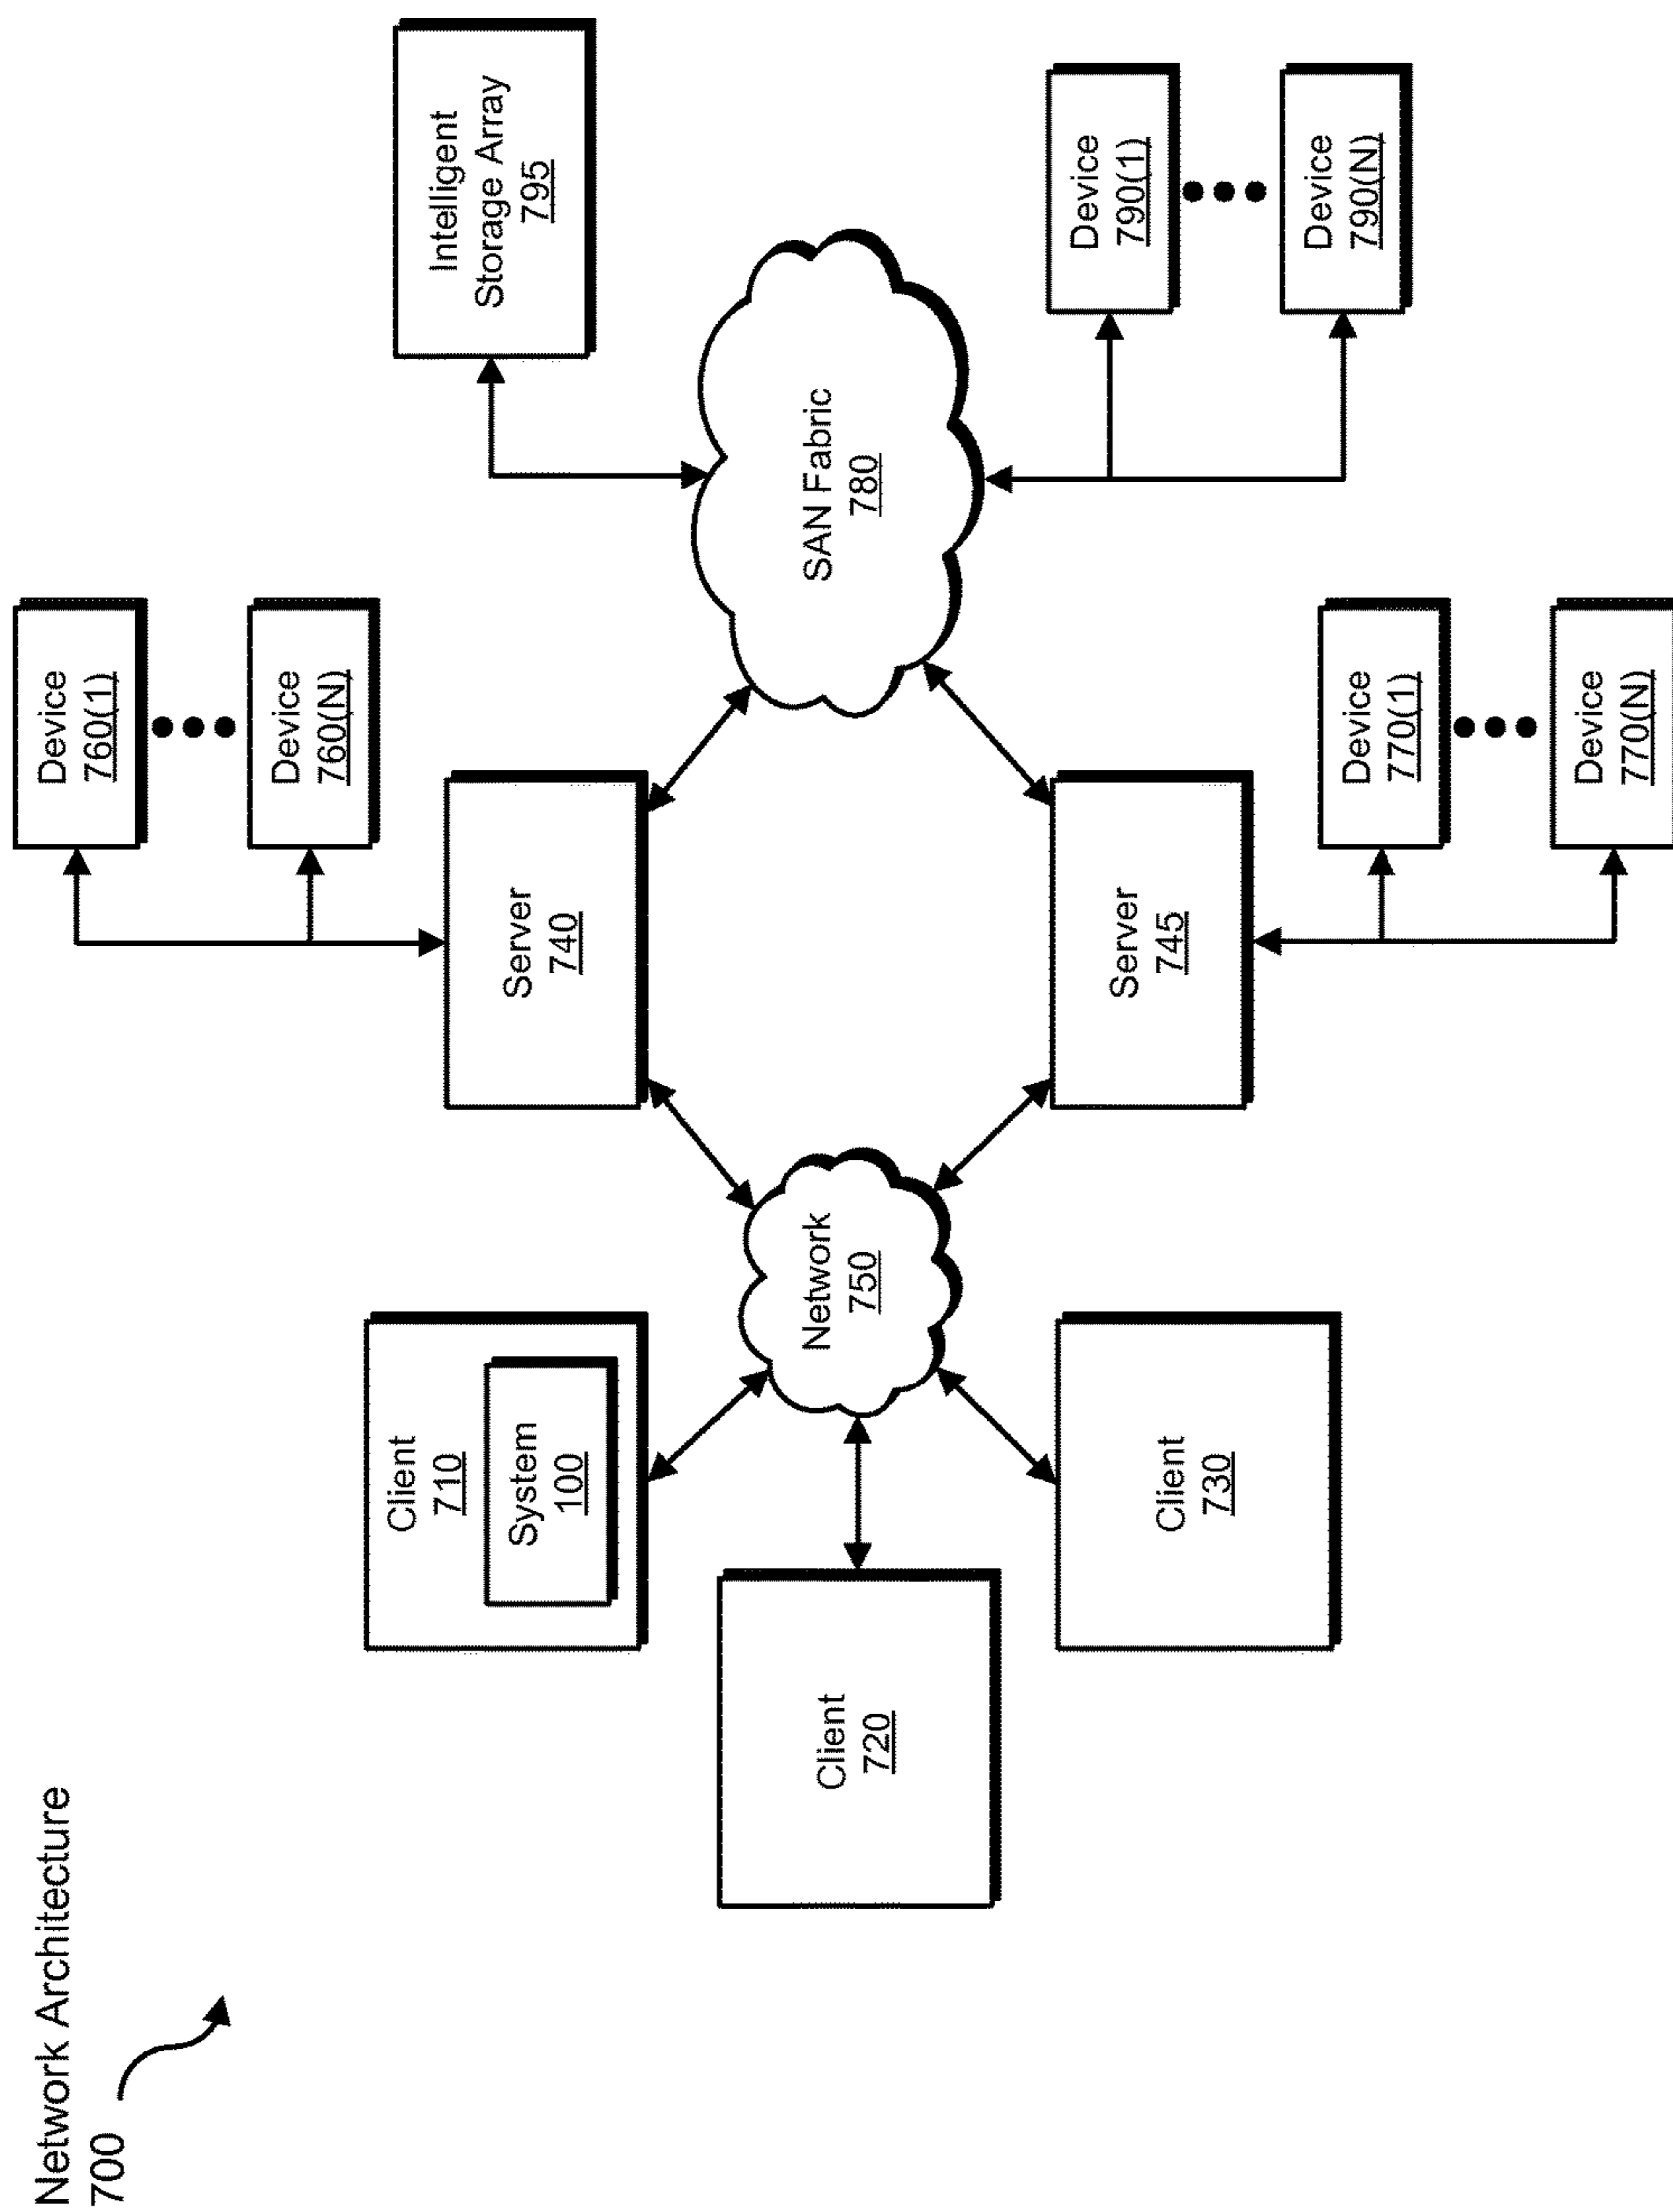 Network Architecture
700
Client
710
System
100
Client
720
Client
730
Network
750
Server
740
Server
745
Device
760(1)
Device
760(N)
Device
770(1)
Device
770(N)
SAN Fabric
780
Intelligent
Storage Array
795
Device
790(1)
Device
790(N)